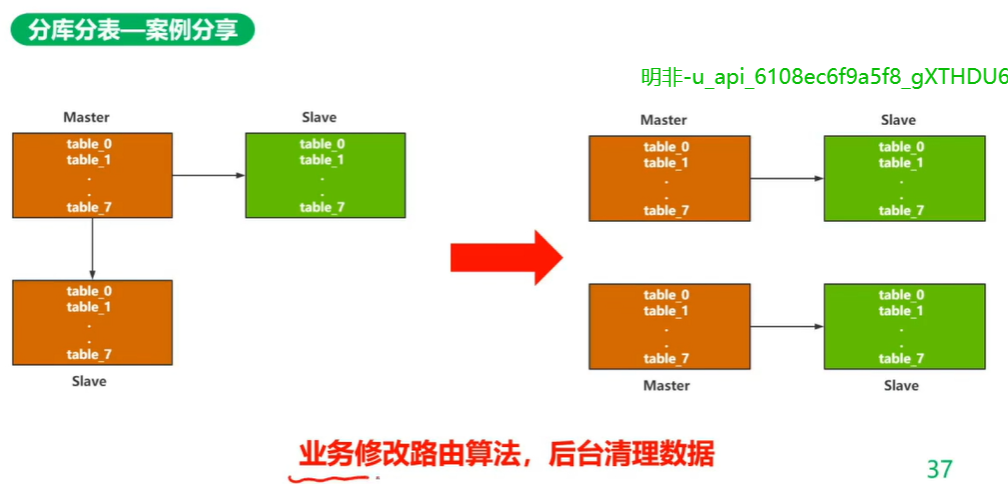 分库分表—案例分享
明非-u_api_6108ec6f9a5f8_gXTHDU6
Master
table_0
table_1
.
.
table_7
Slave
table_0
table_1
.
.
table_7
table_0
table_1
.
.
table_7
Slave
Master
table_0
table_1
.
.
table_7
Slave
table_0
table_1
.
.
table_7
table_0
table_1
.
.
table_7
Master
table_0
table_1
.
.
table_7
Slave
业务修改路由算法，后台清理数据
37